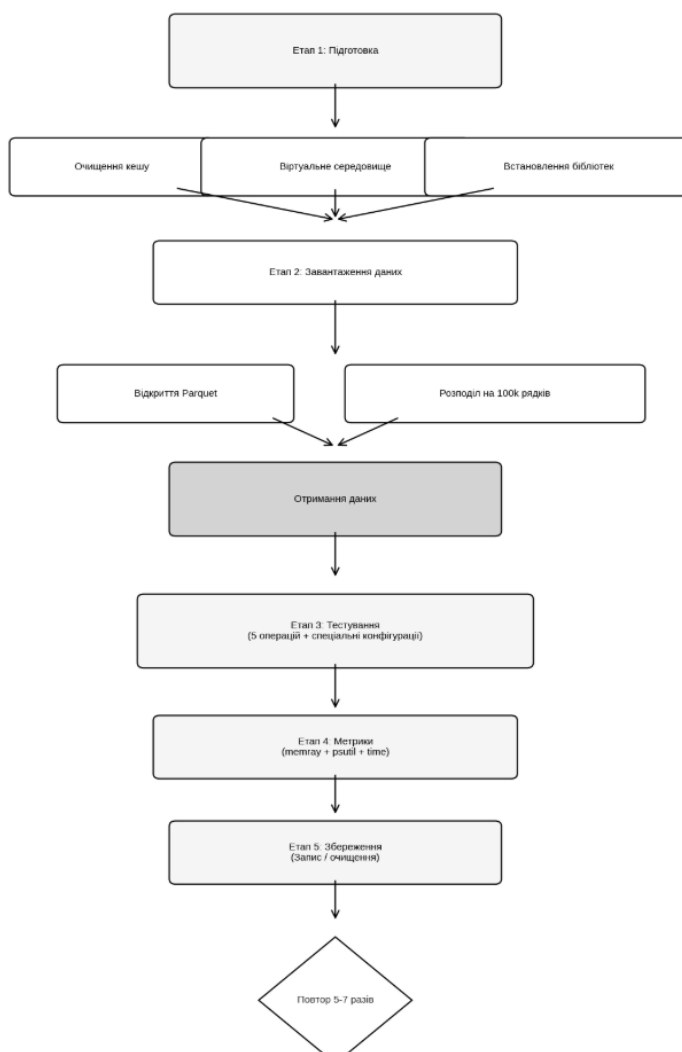 Етап 1: Підготовка
Очищення кешу
Віртуальне середовище
Встановлення бібліотек
Етап 2: Завантаження даних
Відкриття Parquet
Розподіл на 100k рядків
Отримання даних
Етап 3: Тестування
(5 операцій + спеціальні конфігурації)
Етап 4: Метрики
(memray + psutil + time)
Етап 5: Збереження
(Запис / очищення)
Повтор 5-7 разів